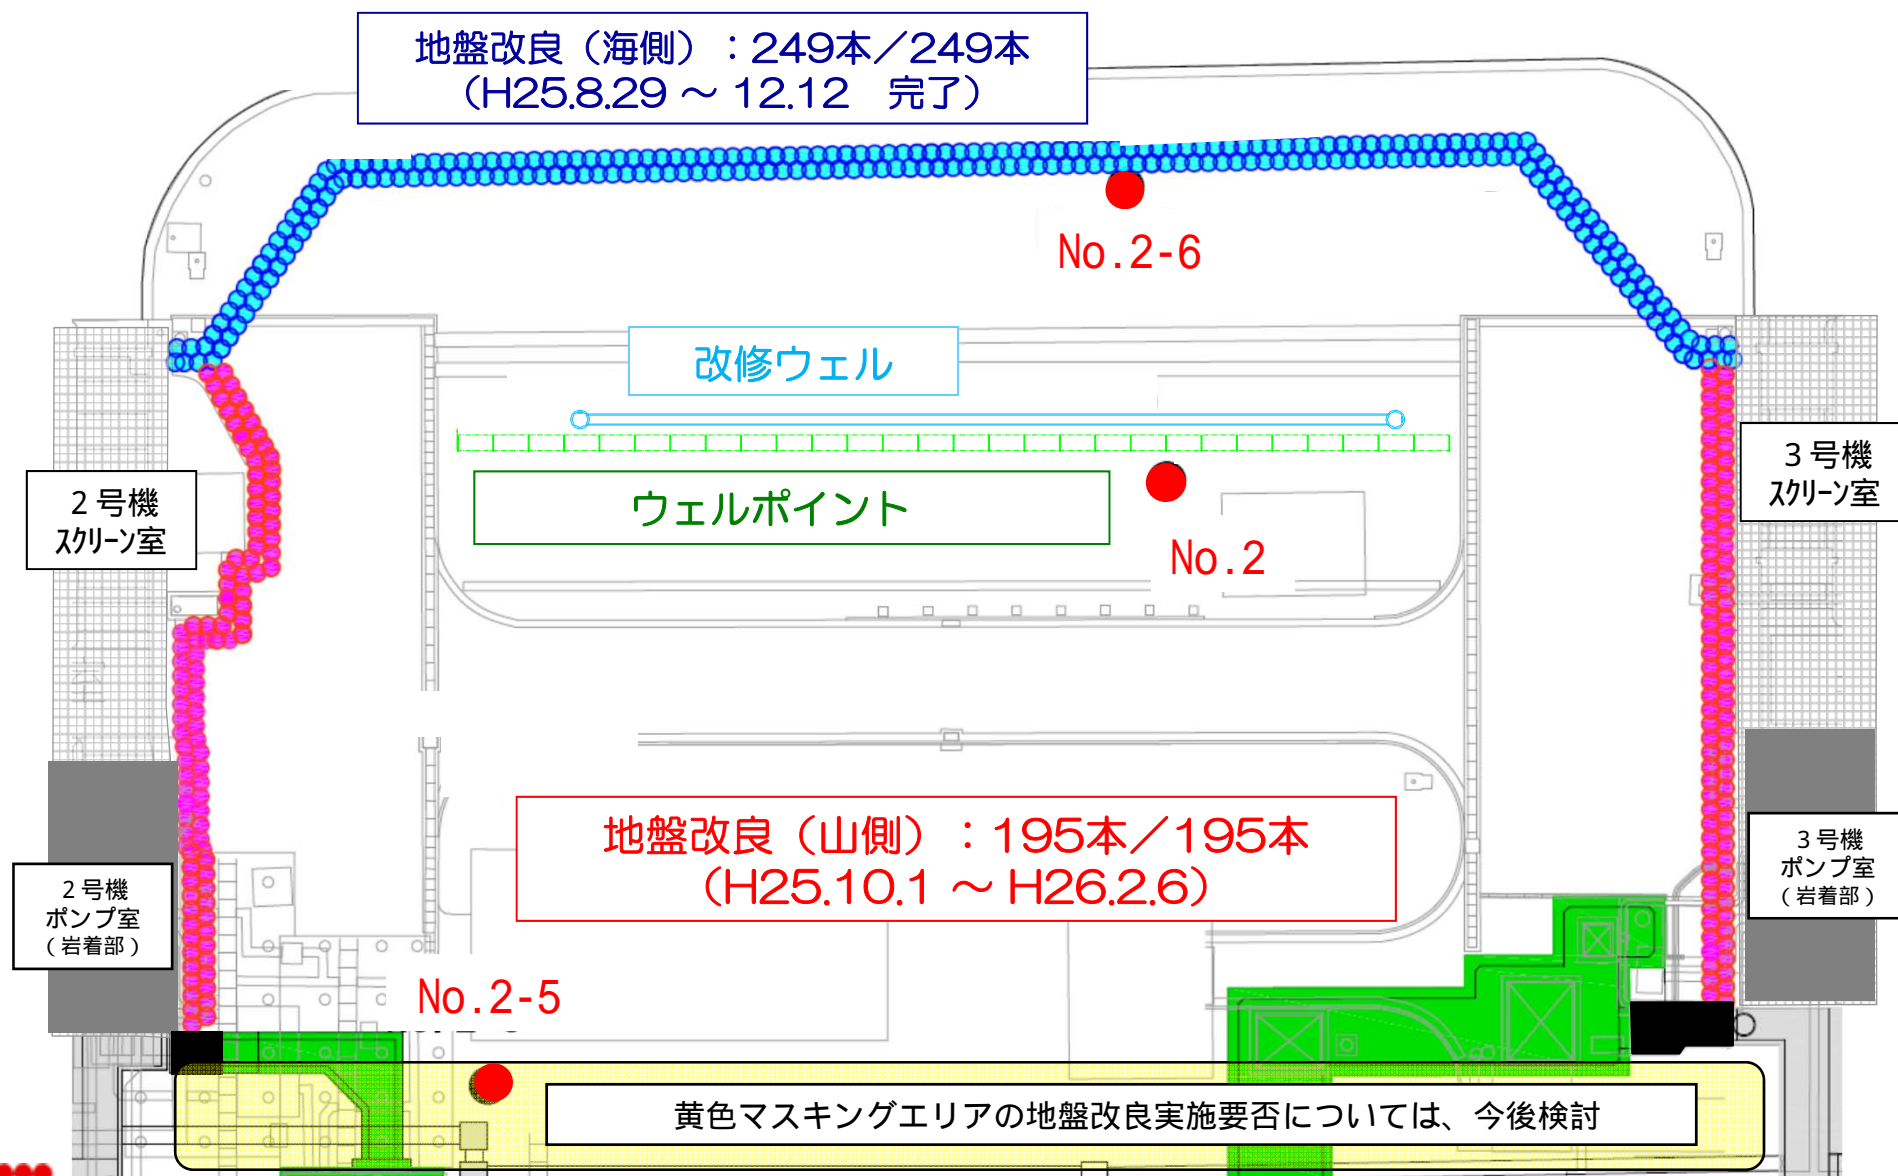 地盤改良（海側）：249本／249本
（H25.8.29 ～ 12.12　完了）
No.2-6
改修ウェル
2号機
スクリーン室
3号機
スクリーン室
ウェルポイント
No.2
地盤改良（山側）：195本／195本
（H25.10.1 ～ H26.2.6）
2号機
ポンプ室
（岩着部）
3号機
ポンプ室
（岩着部）
No.2-5
黄色マスキングエリアの地盤改良実施要否については、今後検討